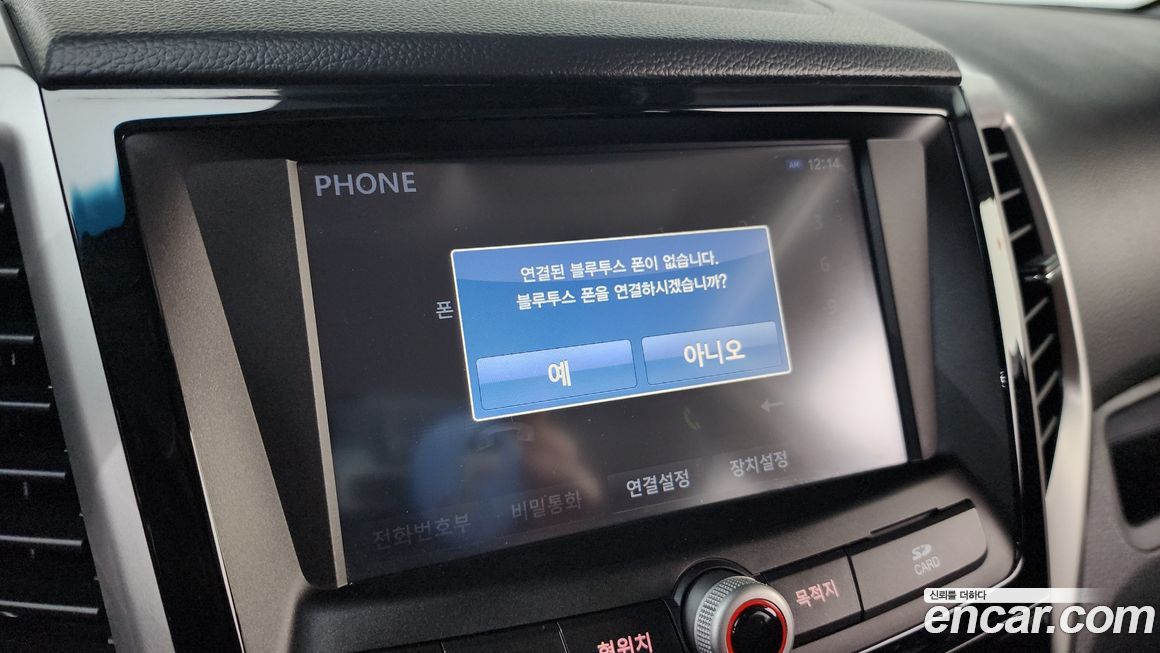 PHONE
AM 12:14
연결된 블루투스 폰이 없습니다.
블루투스 폰을 연결하시겠습니까?
폰
예
아니오
전화번호부
비밀통화
연결설정
장치설정
현위치
목적지
SD
CARD
신뢰를 더하다
encar.com